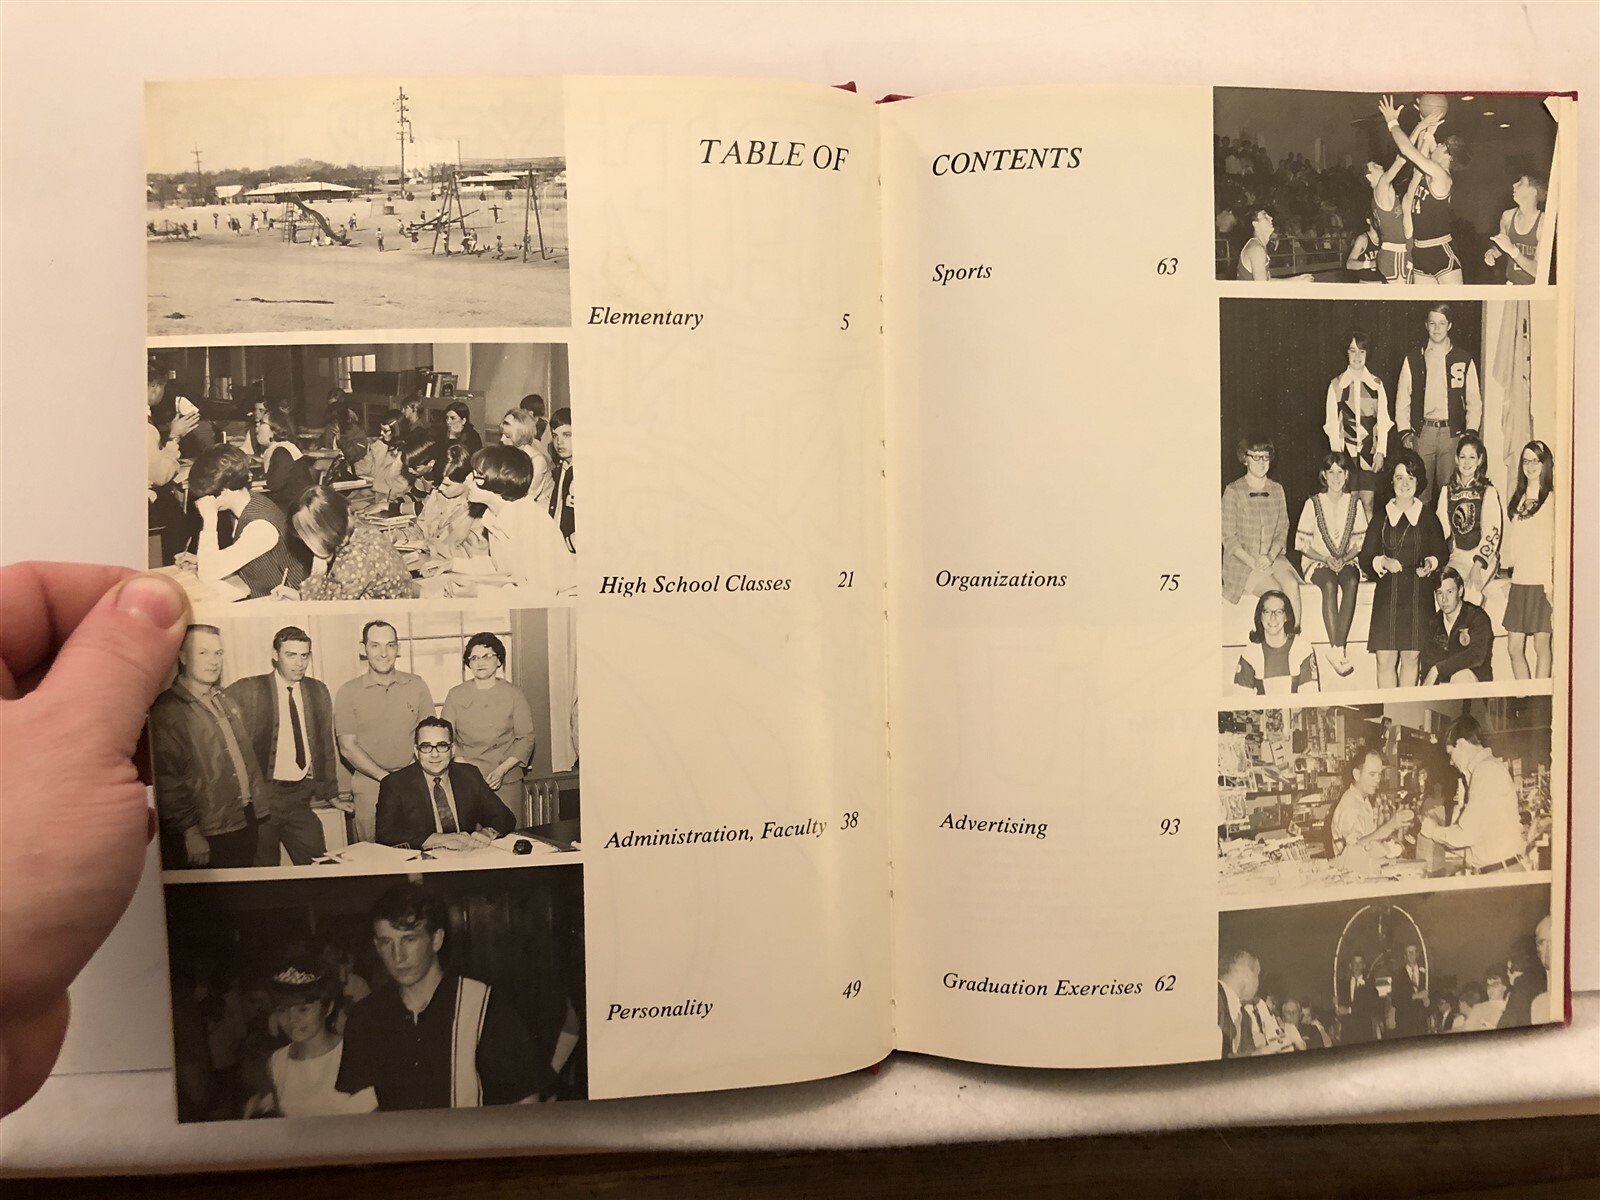 TABLE OF CONTENTS
Elementary 5
High School Classes 21
Administration, Faculty 38
Personality 49
Sports 63
Organizations 75
Advertising 93
Graduation Exercises 62
S